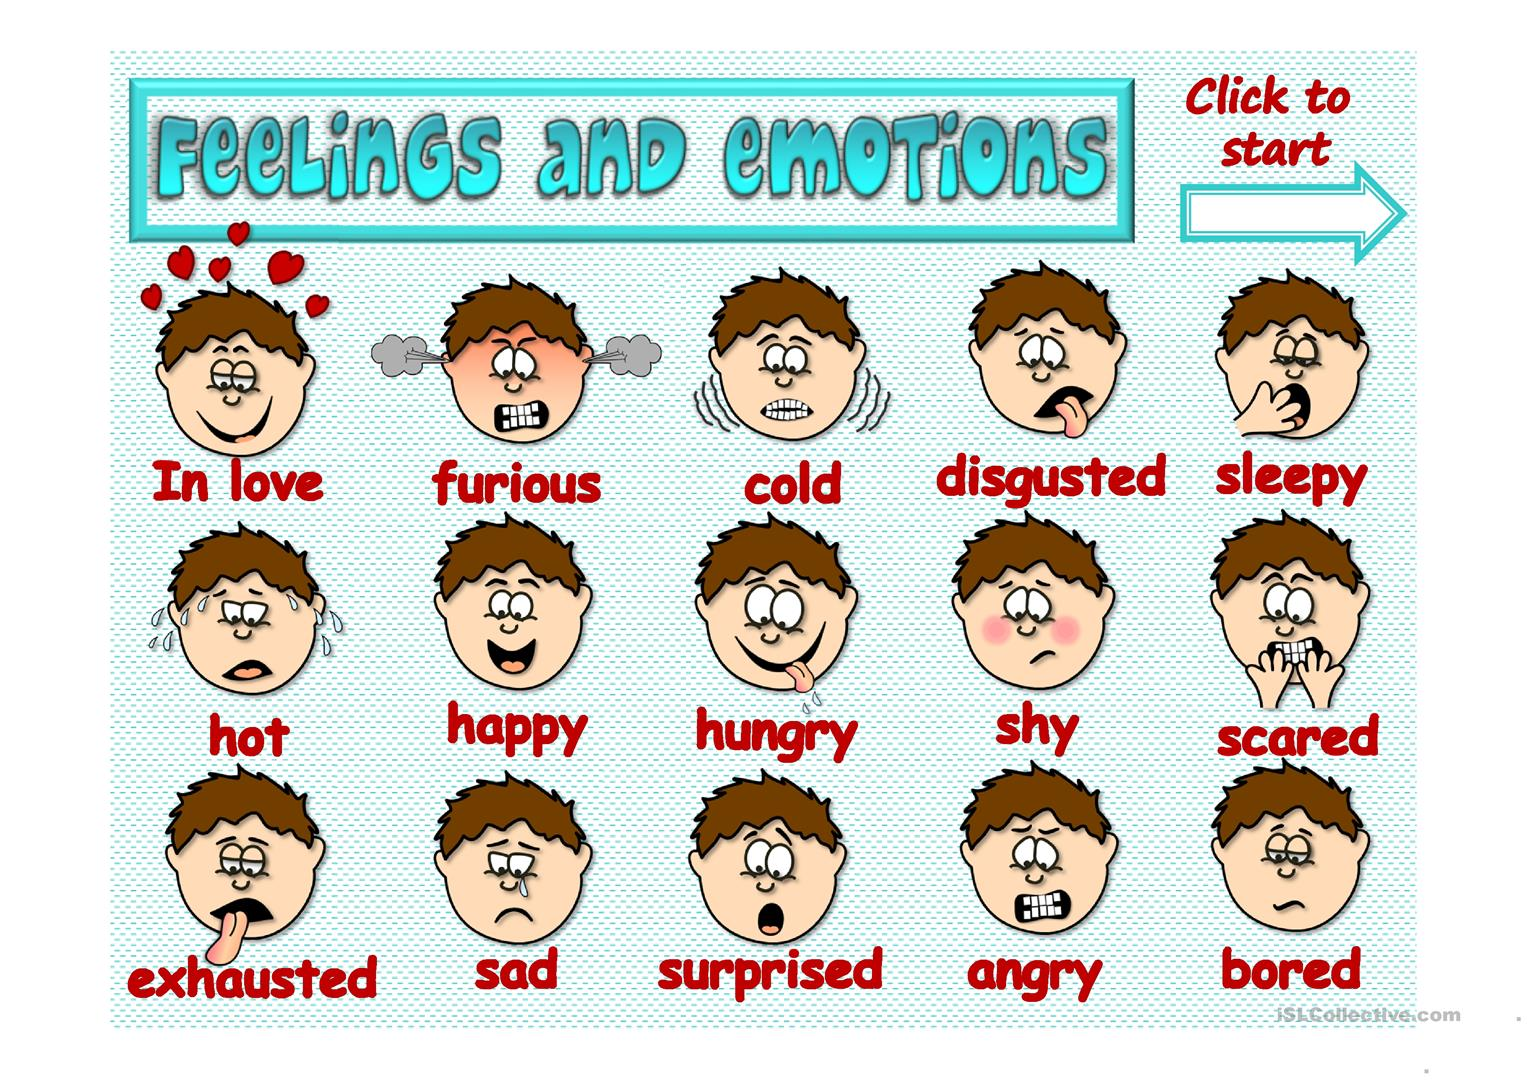 Feelings and emotions
Click to
start
In love
furious
cold
disgusted
sleepy
hot
happy
hungry
shy
scared
exhausted
sad
surprised
angry
bored
iSLCollective.com